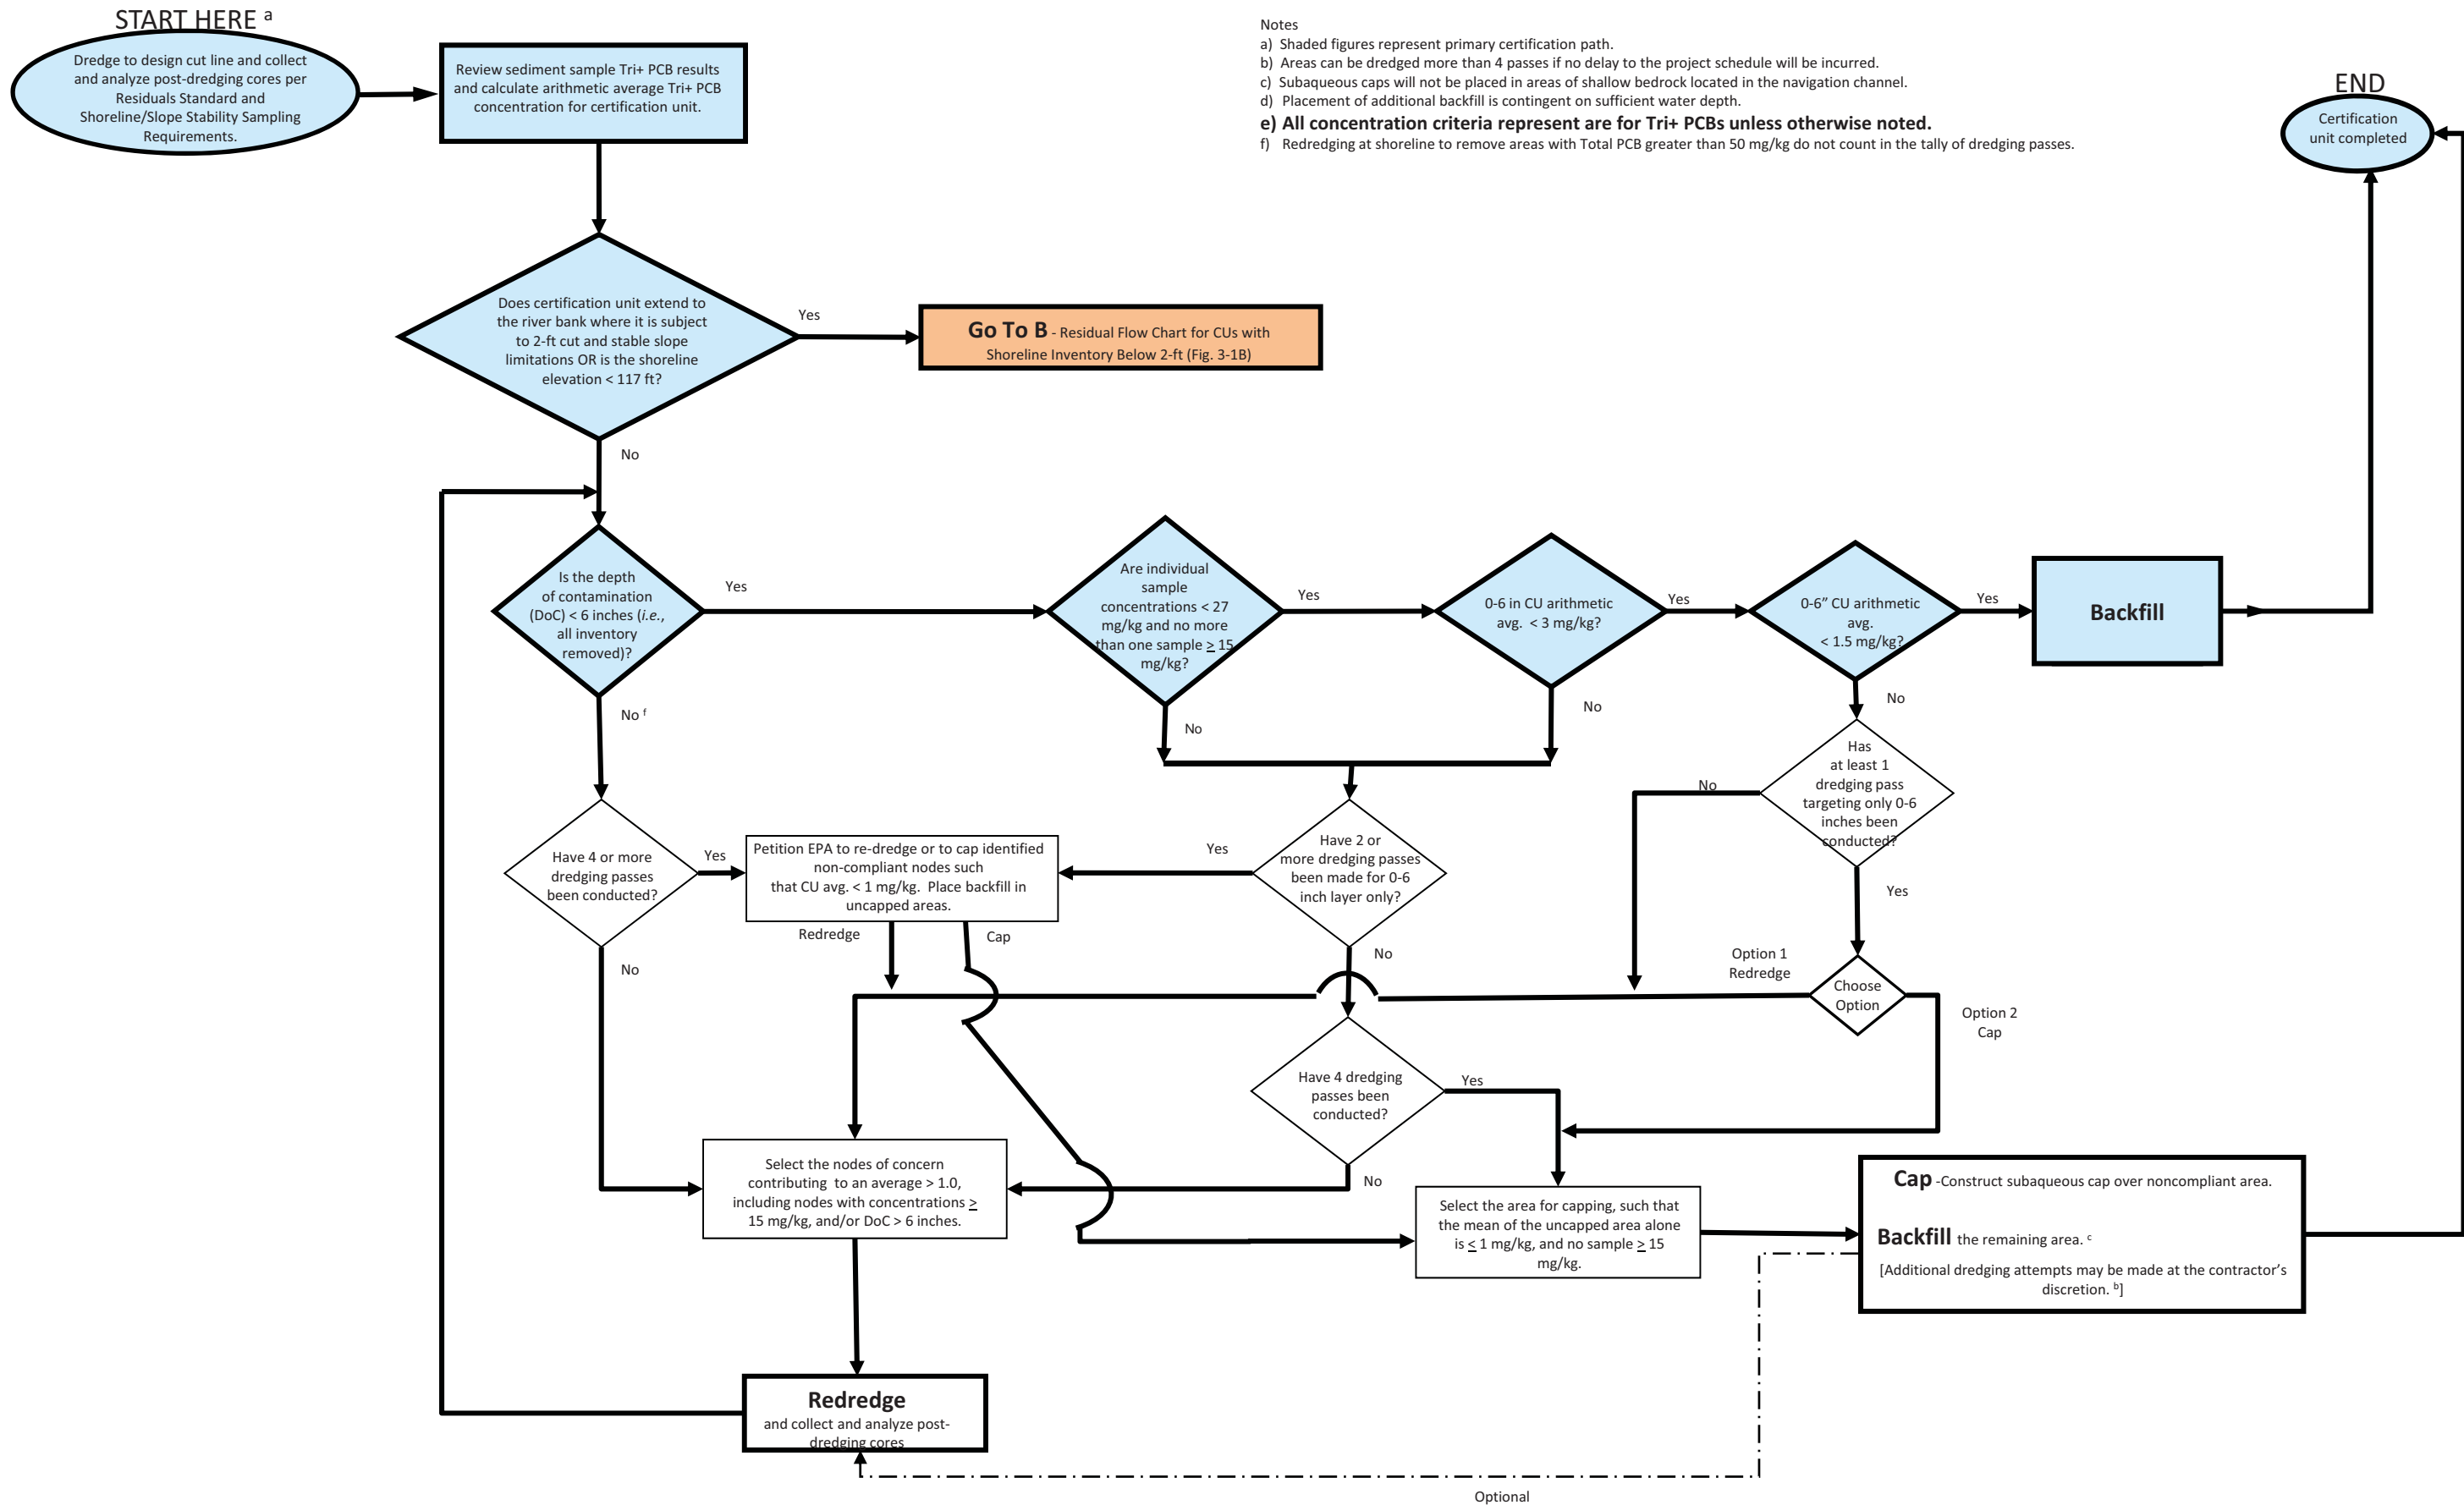 START HERE a
Dredge to design cut line and collect
and analyze post-dredging cores per
Residuals Standard and
Shoreline/Slope Stability Sampling
Requirements.
Review sediment sample Tri+ PCB results
and calculate arithmetic average Tri+ PCB
concentration for certification unit.
Notes
a) Shaded figures represent primary certification path.
b) Areas can be dredged more than 4 passes if no delay to the project schedule will be incurred.
c) Subaqueous caps will not be placed in areas of shallow bedrock located in the navigation channel.
d) Placement of additional backfill is contingent on sufficient water depth.
e) All concentration criteria represent are for Tri+ PCBs unless otherwise noted.
f) Redredging at shoreline to remove areas with Total PCB greater than 50 mg/kg do not count in the tally of dredging passes.
END
Certification
unit completed
Does certification unit extend to
the river bank where it is subject
to 2-ft cut and stable slope
limitations OR is the shoreline
elevation < 117 ft?
Yes
Go To B - Residual Flow Chart for CUs with
Shoreline Inventory Below 2-ft (Fig. 3-1B)
No
Is the depth
of contamination
(DoC) < 6 inches (i.e.,
all inventory
removed)?
Yes
Are individual
sample
concentrations < 27
mg/kg and no more
than one sample ≥ 15
mg/kg?
Yes
0-6 in CU arithmetic
avg. < 3 mg/kg?
Yes
0-6” CU arithmetic
avg.
< 1.5 mg/kg?
Yes
Backfill
No f
No
No
No
Has
at least 1
dredging pass
targeting only 0-6
inches been
conducted?
No
Yes
Have 4 or more
dredging passes
been conducted?
Yes
Petition EPA to re-dredge or to cap identified
non-compliant nodes such
that CU avg. < 1 mg/kg. Place backfill in
uncapped areas.
Yes
Have 2 or
more dredging passes
been made for 0-6
inch layer only?
Redredge
Cap
No
No
Option 1
Redredge
Choose
Option
Option 2
Cap
Have 4 dredging
passes been
conducted?
Yes
No
Select the nodes of concern
contributing to an average > 1.0,
including nodes with concentrations ≥
15 mg/kg, and/or DoC > 6 inches.
Select the area for capping, such that
the mean of the uncapped area alone
is ≤ 1 mg/kg, and no sample ≥ 15
mg/kg.
Cap -Construct subaqueous cap over noncompliant area.
Backfill the remaining area. c
[Additional dredging attempts may be made at the contractor’s
discretion. b]
Redredge
and collect and analyze post-
dredging cores
Optional